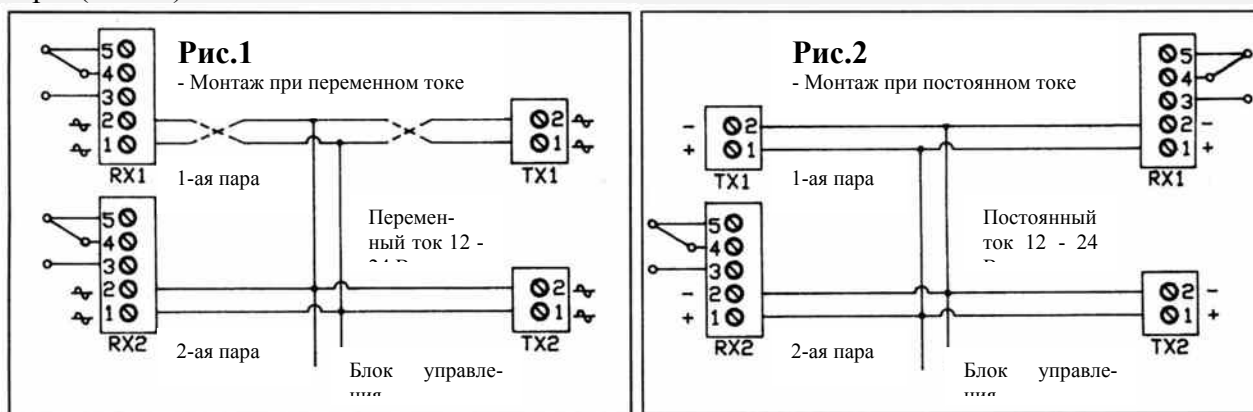 Рис.1
- Монтаж при переменном токе
5
4
3
2
1
RX1
1-ая пара
2
1
TX1
Перемен-
ный ток 12 -
24 В
5
4
3
2
1
RX2
2-ая пара
2
1
TX2
Блок управле-
ния
Рис.2
- Монтаж при постоянном токе
5
4
3
2 -
1 +
RX1
- 2
+ 1
TX1
1-ая пара
Постоянный
ток 12 - 24
В
5
4
3
- 2
+ 1
RX2
2-ая пара
2 -
1 +
TX2
Блок управле-
ния